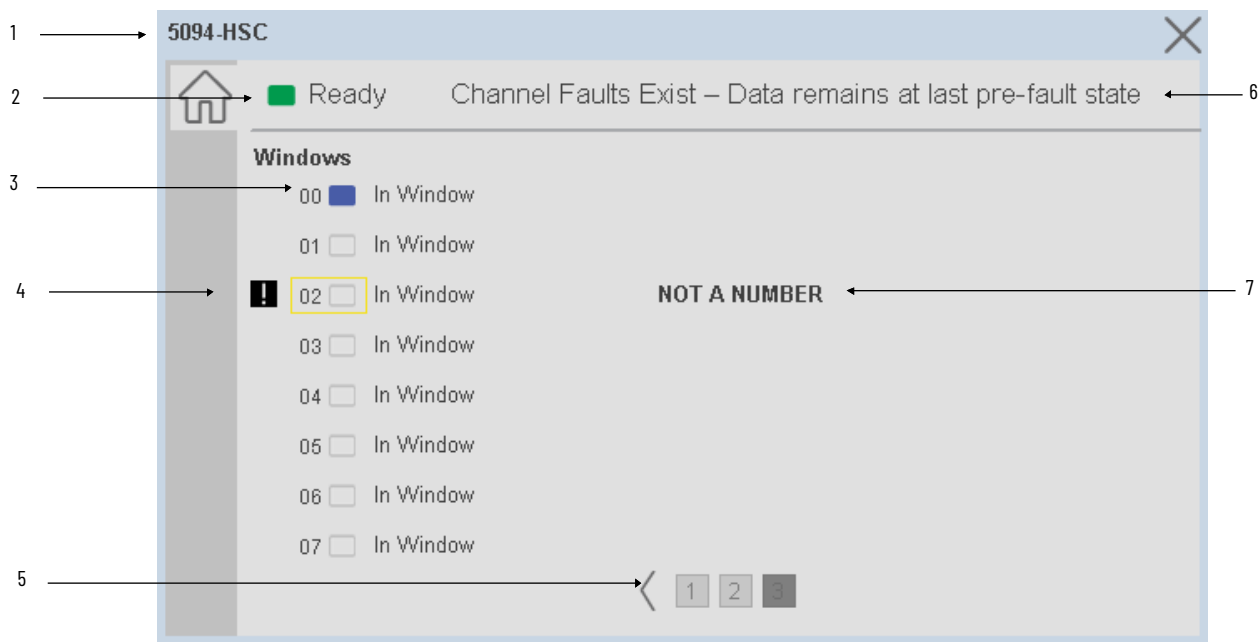 1
5094-HSC
2
Ready
Channel Faults Exist – Data remains at last pre-fault state
6
Windows
3
00 In Window
01 In Window
4
! 02 In Window
NOT A NUMBER
7
03 In Window
04 In Window
05 In Window
06 In Window
07 In Window
5
1 2 3